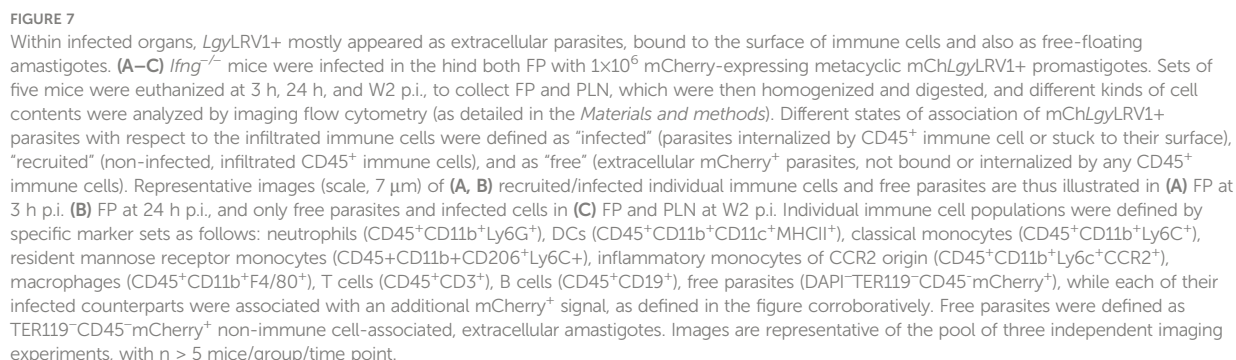 FIGURE 7
Within infected organs, LgyLRV1+ mostly appeared as extracellular parasites, bound to the surface of immune cells and also as free-floating
amastigotes. (A–C) Ifng⁻/⁻ mice were infected in the hind both FP with 1×10⁶ mCherry-expressing metacyclic mChLgyLRV1+ promastigotes. Sets of
five mice were euthanized at 3 h, 24 h, and W2 p.i., to collect FP and PLN, which were then homogenized and digested, and different kinds of cell
contents were analyzed by imaging flow cytometry (as detailed in the Materials and methods). Different states of association of mChLgyLRV1+
parasites with respect to the infiltrated immune cells were defined as “infected” (parasites internalized by CD45⁺ immune cell or stuck to their surface),
“recruited” (non-infected, infiltrated CD45⁺ immune cells), and as “free” (extracellular mCherry⁺ parasites, not bound or internalized by any CD45⁺
immune cells). Representative images (scale, 7 μm) of (A, B) recruited/infected individual immune cells and free parasites are thus illustrated in (A) FP at
3 h p.i. (B) FP at 24 h p.i., and only free parasites and infected cells in (C) FP and PLN at W2 p.i. Individual immune cell populations were defined by
specific marker sets as follows: neutrophils (CD45⁺CD11b⁺Ly6G⁺), DCs (CD45⁺CD11b⁺CD11c⁺MHCII⁺), classical monocytes (CD45⁺CD11b⁺Ly6C⁺),
resident mannose receptor monocytes (CD45+CD11b+CD206⁺Ly6C+), inflammatory monocytes of CCR2 origin (CD45⁺CD11b⁺Ly6c⁺CCR2⁺),
macrophages (CD45⁺CD11b⁺F4/80⁺), T cells (CD45⁺CD3⁺), B cells (CD45⁺CD19⁺), free parasites (DAPI⁻TER119⁻CD45-mCherry⁺), while each of their
infected counterparts were associated with an additional mCherry⁺ signal, as defined in the figure corroboratively. Free parasites were defined as
TER119⁻CD45⁻mCherry⁺ non-immune cell-associated, extracellular amastigotes. Images are representative of the pool of three independent imaging
experiments, with n > 5 mice/group/time point.